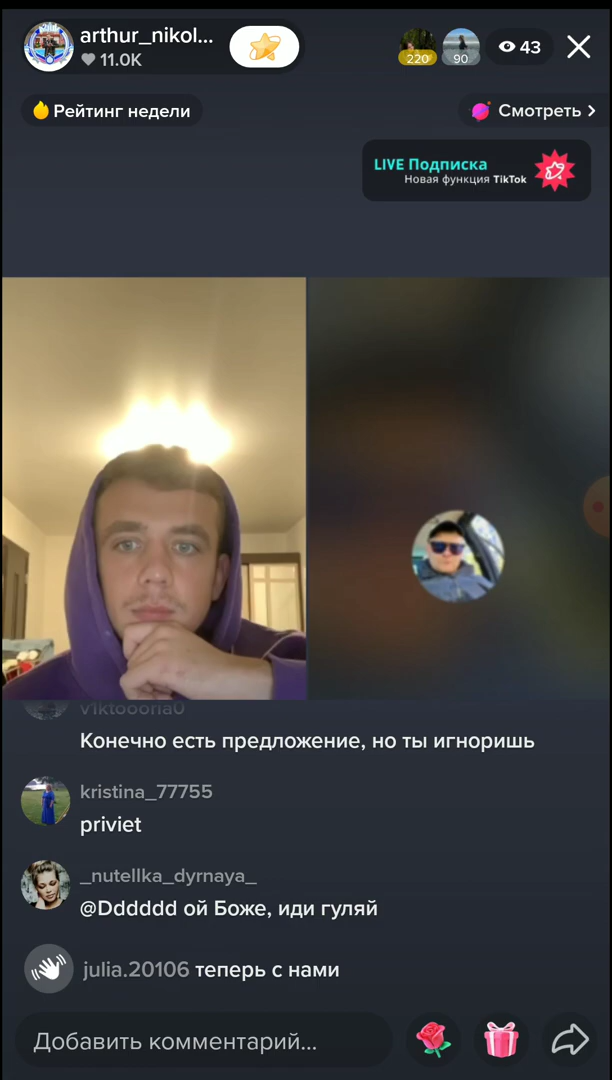 arthur_nikol...
11.0K
220
90
43
Рейтинг недели
Смотреть
LIVE Подписка
Новая функция TikTok
v1ktoooria0
Конечно есть предложение, но ты игноришь
kristina_77755
priviet
_nutellka_dyrnaya_
@Dddddd ой Боже, иди гуляй
julia.20106 теперь с нами
Добавить комментарий...